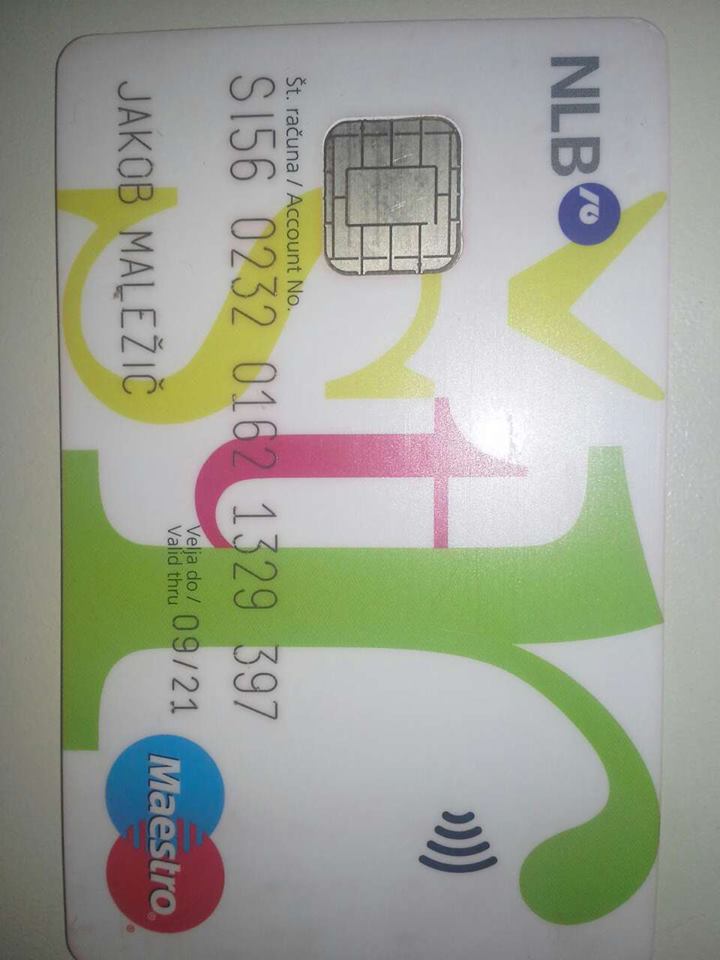 NLB
štr
Št. računa / Account No.
SI56 0232 0162 1329 397
Velja do /
Valid thru 09/21
JAKOB MALEŽIČ
Maestro®